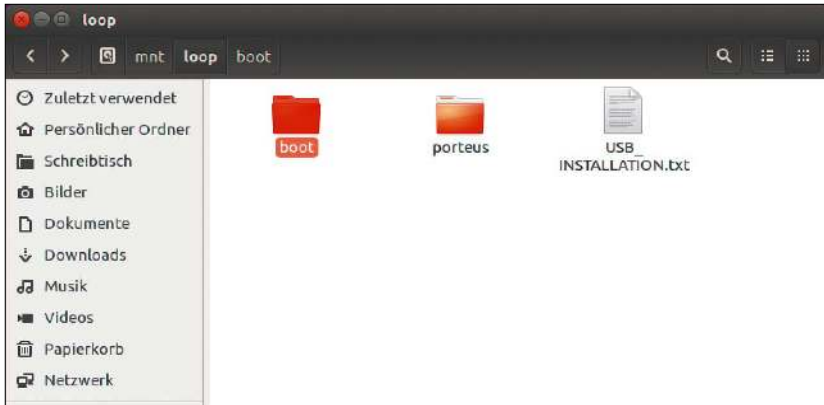 loop
mnt loop boot
Zuletzt verwendet
Persönlicher Ordner
Schreibtisch
Bilder
Dokumente
Downloads
Musik
Videos
Papierkorb
Netzwerk
boot
porteus
USB_
INSTALLATION.txt